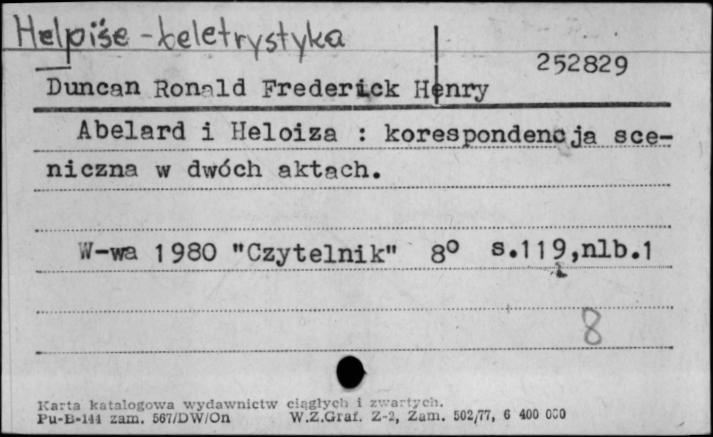 Helpiśe - beletrystyka
252829
Duncan Ronald Frederick Henry
Abelard i Heloiza : korespondencja sce-
niczna w dwóch aktach.
W-wa 1980 "Czytelnik" 8° s.119,nlb.1
8
Karta katalogowa wydawnictw ciągłych i zwartych.
Pu-B-144 zam. 567/DW/On W.Z.Graf. Z-2, Zam. 502/77, 6 400 000